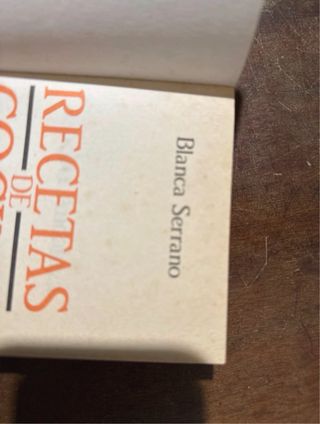 Blanca Serrano
RECETAS
DE